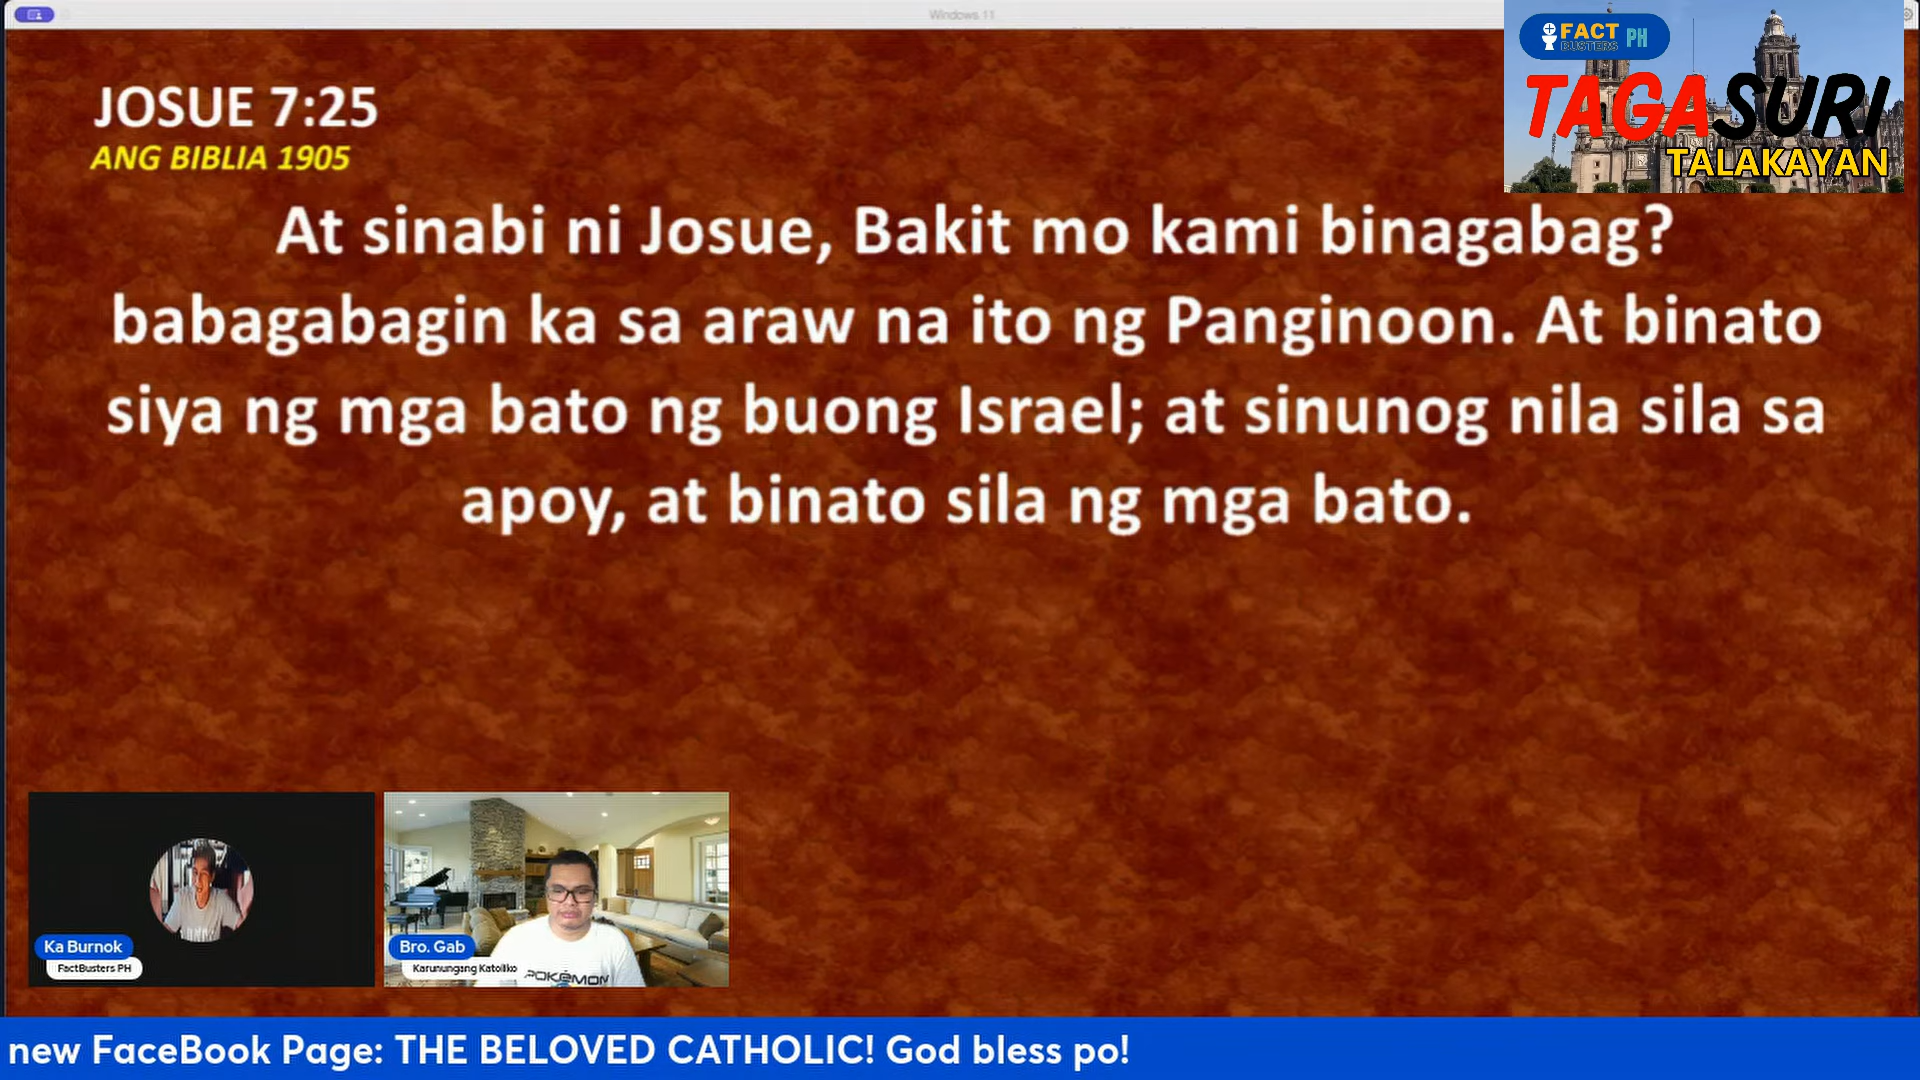 Windows 11
FACT
BUSTERS PH
TAGASURI
TALAKAYAN
JOSUE 7:25
ANG BIBLIA 1905
At sinabi ni Josue, Bakit mo kami binagabag?
babagabagin ka sa araw na ito ng Panginoon. At binato
siya ng mga bato ng buong Israel; at sinunog nila sila sa
apoy, at binato sila ng mga bato.
Ka Burnok
FactBusters PH
Bro. Gab
Karunungang Katoliko
POKéMON
new FaceBook Page: THE BELOVED CATHOLIC! God bless po!